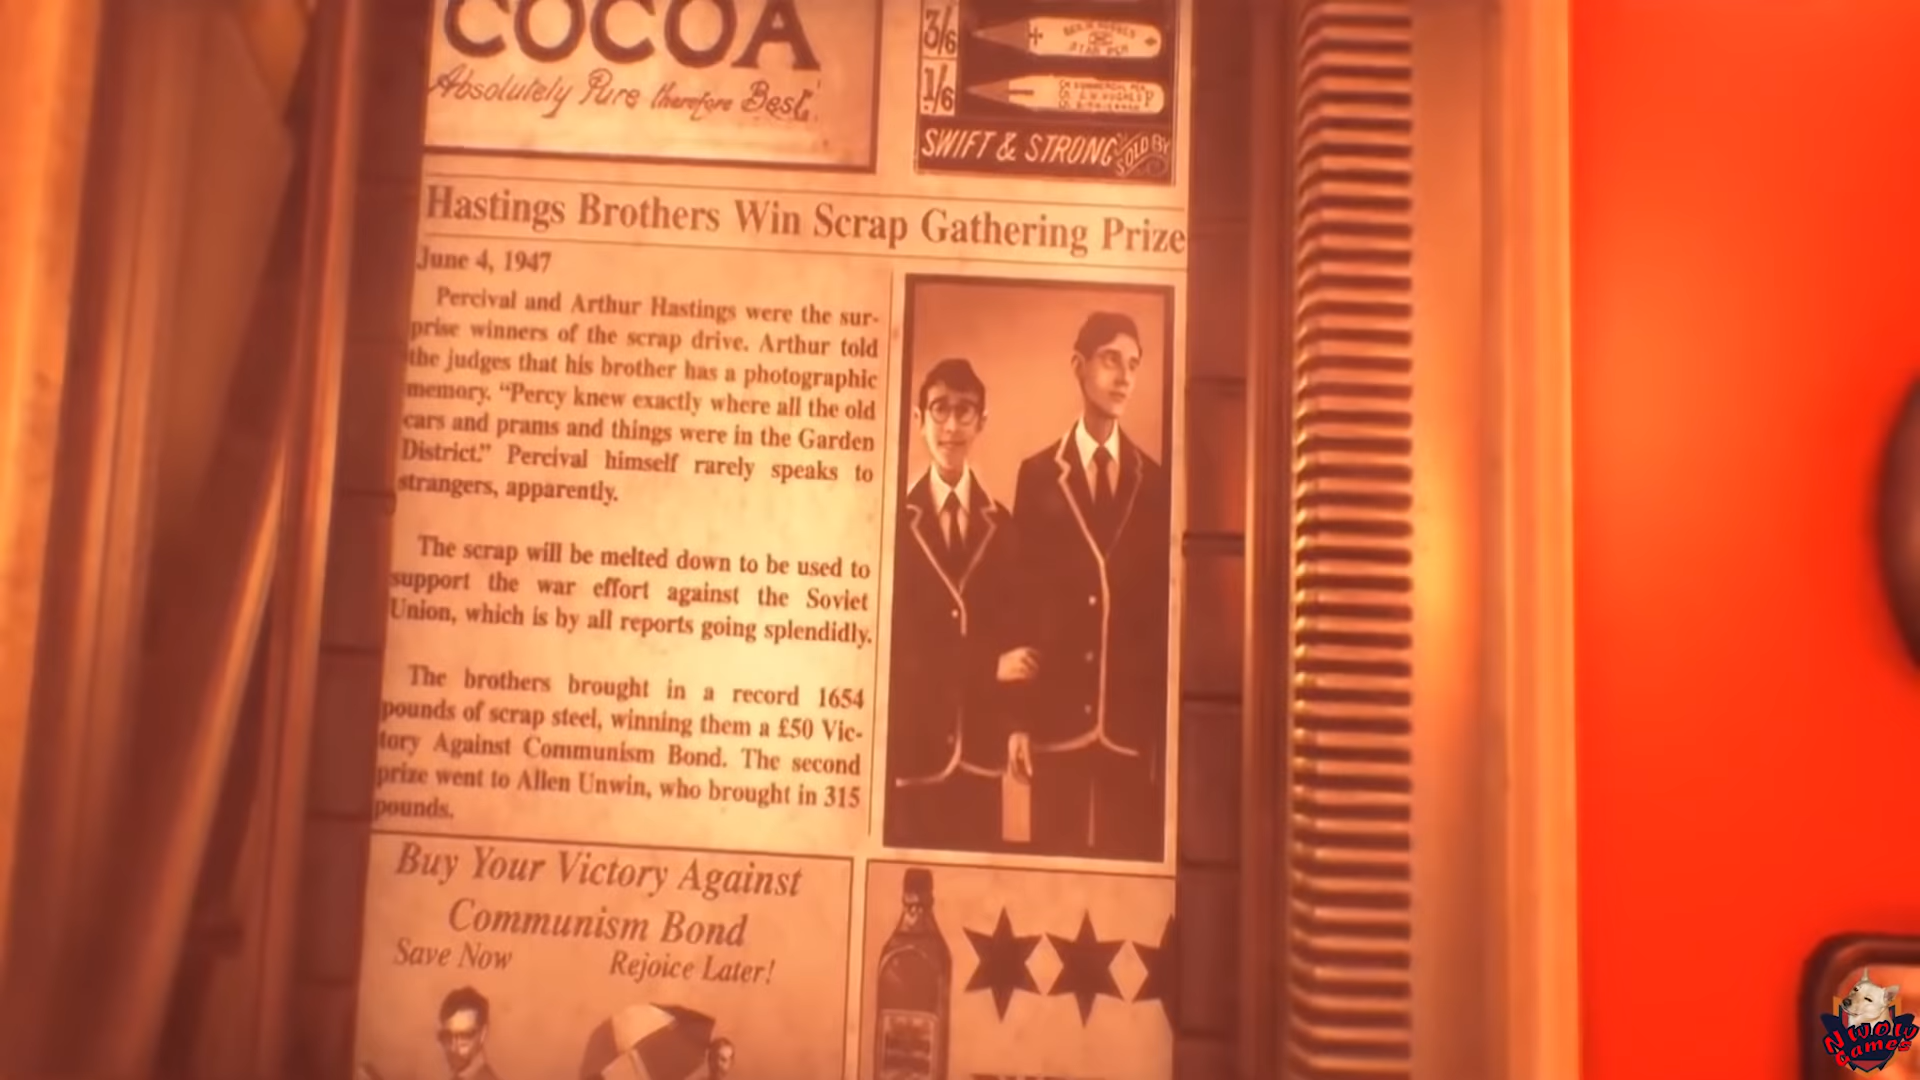 COCOA
Absolutely Pure therefore Best.
3/6
1/6
SWIFT & STRONG SOLD BY
Hastings Brothers Win Scrap Gathering Prize
June 4, 1947
Percival and Arthur Hastings were the sur-
prise winners of the scrap drive. Arthur told
the judges that his brother has a photographic
memory. “Percy knew exactly where all the old
cars and prams and things were in the Garden
District.” Percival himself rarely speaks to
strangers, apparently.
The scrap will be melted down to be used to
support the war effort against the Soviet
Union, which is by all reports going splendidly.
The brothers brought in a record 1654
pounds of scrap steel, winning them a £50 Vic-
tory Against Communism Bond. The second
prize went to Allen Unwin, who brought in 315
pounds.
Buy Your Victory Against
Communism Bond
Save Now
Rejoice Later!
NWOW
Games